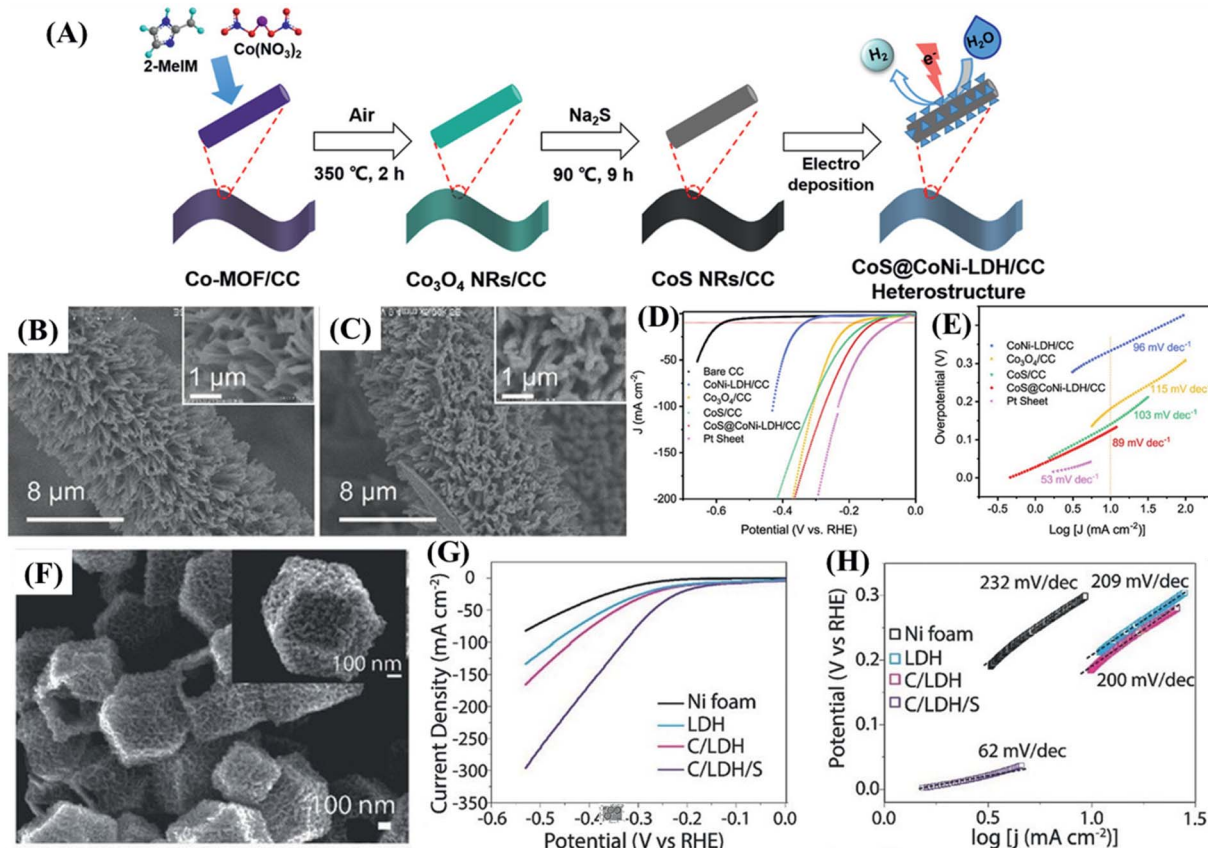 (A)
2-MeIM
Co(NO₃)₂
H₂
e⁻
H₂O
Air
350 ℃, 2 h
Na₂S
90 ℃, 9 h
Electro
deposition
Co-MOF/CC
Co₃O₄ NRs/CC
CoS NRs/CC
CoS@CoNi-LDH/CC
Heterostructure
(B)
1 μm
8 μm
(C)
1 μm
8 μm
(D)
J (mA cm⁻²)
0
-50
-100
-150
-200
Bare CC
CoNi-LDH/CC
Co₃O₄/CC
CoS/CC
CoS@CoNi-LDH/CC
Pt Sheet
-0.6
-0.4
-0.2
0.0
Potential (V vs. RHE)
(E)
Overpotential (V)
0.3
0.2
0.1
0.0
CoNi-LDH/CC
Co₃O₄/CC
CoS/CC
CoS@CoNi-LDH/CC
Pt Sheet
96 mV dec⁻¹
115 mV dec⁻¹
103 mV dec⁻¹
89 mV dec⁻¹
53 mV dec⁻¹
-0.5
0.0
0.5
1.0
1.5
2.0
Log [J (mA cm⁻²)]
(F)
100 nm
100 nm
(G)
Current Density (mA cm⁻²)
0
-50
-100
-150
-200
-250
-300
-350
Ni foam
LDH
C/LDH
C/LDH/S
-0.6
-0.5
-0.4
-0.3
-0.2
-0.1
0.0
Potential (V vs RHE)
(H)
Potential (V vs RHE)
0.3
0.2
0.1
0.0
232 mV/dec
209 mV/dec
Ni foam
LDH
C/LDH
C/LDH/S
200 mV/dec
62 mV/dec
0.0
0.5
1.0
1.5
log [j (mA cm⁻²)]